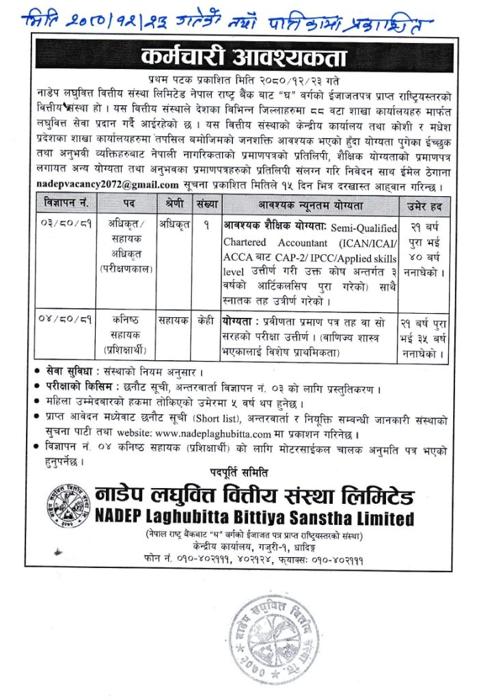 मिति २०८०/१२/२३ गतेको नयाँ पत्रिकामा प्रकाशित
कर्मचारी आवश्यकता
प्रथम पटक प्रकाशित मिति २०८०/१२/२३ गते
नाडेप लघुवित्त वित्तीय संस्था लिमिटेड नेपाल राष्ट्र बैंक बाट "घ" वर्गको ईजाजतपत्र प्राप्त राष्ट्रियस्तरको
वित्तीय संस्था हो । यस वित्तीय संस्थाले देशका विभिन्न जिल्लाहरुमा ८८ वटा शाखा कार्यालयहरु मार्फत
लघुवित्त सेवा प्रदान गर्दै आईरहेको छ । यस वित्तीय संस्थाको केन्द्रीय कार्यालय तथा कोशी र मधेश
प्रदेशका शाखा कार्यालयहरुमा तपसिल बमोजिमको जनशक्ति आवश्यक भएको हुँदा योग्यता पुगेका ईच्छुक
तथा अनुभवी व्यक्तिहरुबाट नेपाली नागरिकताको प्रमाणपत्रको प्रतिलिपी, शैक्षिक योग्यताको प्रमाणपत्र
लगायत अन्य योग्यता तथा अनुभवका प्रमाणपत्रहरुको प्रतिलिपी संलग्न गरि निवेदन साथ ईमेल ठेगाना
nadepvacancy2072@gmail.com सूचना प्रकाशित मितिले १५ दिन भित्र दरखास्त आहृवान गरिन्छ ।
विज्ञापन नं. पद श्रेणी संख्या आवश्यक न्यूनतम योग्यता उमेर हद
०३/८०/८१ अधिकृत/ अधिकृत १ आवश्यक शैक्षिक योग्यता: Semi-Qualified २१ बर्ष
सहायक Chartered Accountant (ICAN/ICAI/ पुरा भई
अधिकृत ACCA बाट CAP-2/ IPCC/Applied skills ४० बर्ष
(परीक्षणकाल) level उत्तीर्ण गरी उक्त कोष अन्तर्गत ३ ननाघेको ।
वर्षको आर्टिकलसिप पुरा गरेको) साथै
स्नातक तह उत्रीर्ण गरेको ।
०४/८०/८१ कनिष्ठ सहायक केही योग्यता : प्रवीणता प्रमाण पत्र तह वा सो २१ बर्ष पुरा
सहायक सरहको परीक्षा उत्तीर्ण । (वाणिज्य शास्त्र भई ३५ बर्ष
(प्रशिक्षार्थी) भएकालाई विशेष प्राथमिकता) ननाघेको ।
• सेवा सुविधा : संस्थाको नियम अनुसार ।
• परीक्षाको किसिम : छनौट सूची, अन्तरवार्ता विज्ञापन नं. ०३ को लागि प्रस्तुतिकरण ।
• महिला उम्मेदबारको हकमा तोकिएको उमेरमा ५ वर्ष थप हुनेछ ।
• प्राप्त आवेदन मध्येबाट छनौट सूची (Short list), अन्तरवार्ता र नियूक्ति सम्बन्धी जानकारी संस्थाको
सूचना पाटी तथा website: www.nadeplaghubitta.com मा प्रकाशन गरिनेछ ।
• विज्ञापन नं. ०४ कनिष्ठ सहायक (प्रशिक्षार्थी) को लागि मोटरसाईकल चालक अनुमति पत्र भएको
हुनुपर्नेछ ।
पदपूर्ति समिति
नाडेप लघुवित्त वित्तीय संस्था लिमिटेड
NADEP Laghubitta Bittiya Sanstha Limited
(नेपाल राष्ट्र बैंकबाट "घ" वर्गको ईजाजत पत्र प्राप्त राष्ट्रियस्तरको संस्था)
केन्द्रीय कार्यालय, गजुरी-१, धादिङ्ग
फोन नं. ०१०-४०२१११, ४०२१२४, फ्याक्सः ०१०-४०२१११
नाडेप लघुवित्त वित्तीय संस्था लि.